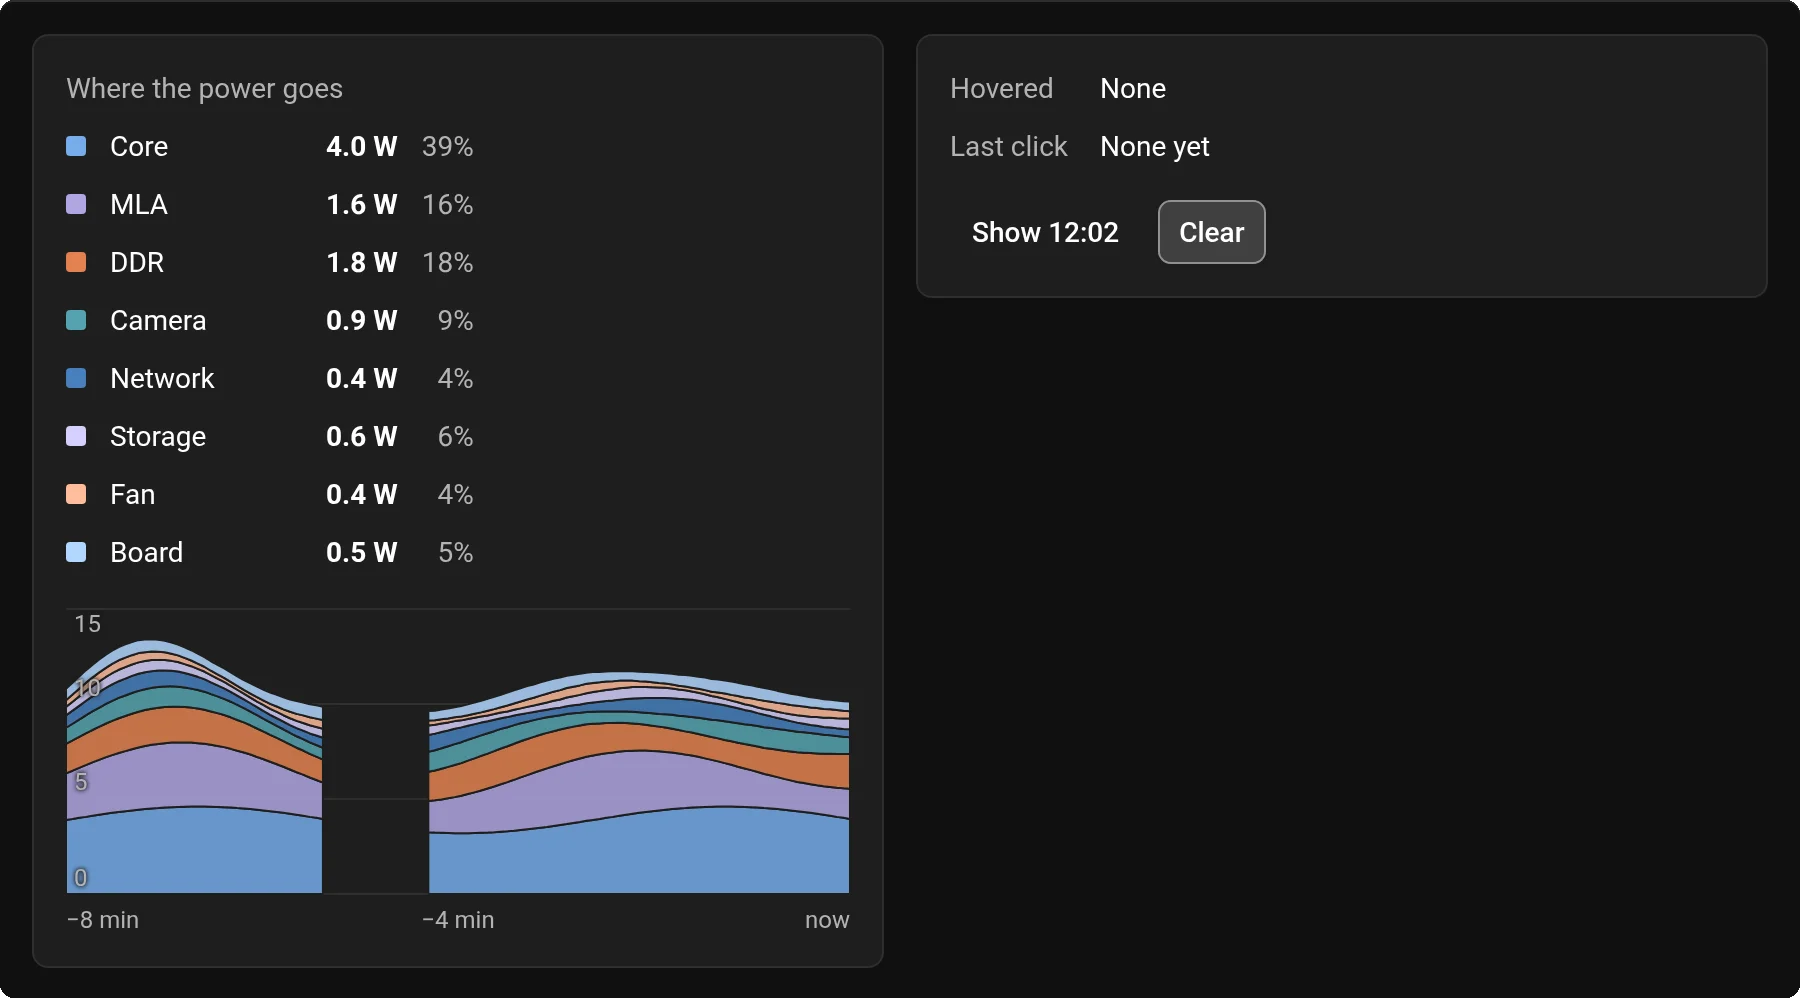 Where the power goes
Core 4.0 W 39%
MLA 1.6 W 16%
DDR 1.8 W 18%
Camera 0.9 W 9%
Network 0.4 W 4%
Storage 0.6 W 6%
Fan 0.4 W 4%
Board 0.5 W 5%
15
10
5
0
−8 min −4 min now
Hovered None
Last click None yet
Show 12:02 Clear